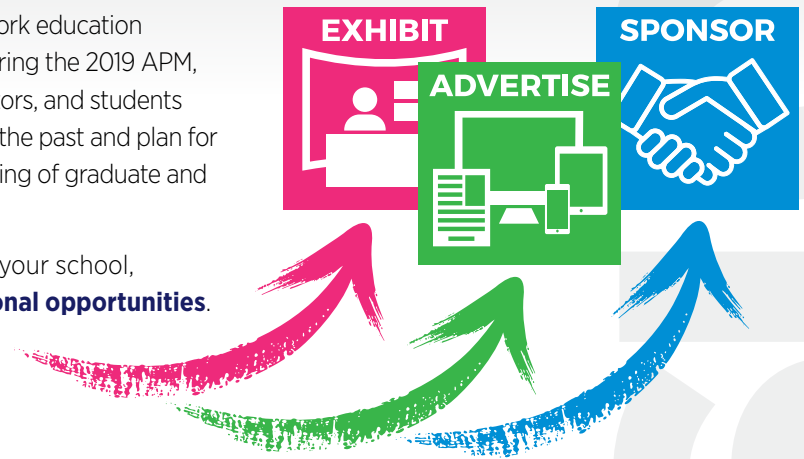 ork education
ring the 2019 APM,
tors, and students
the past and plan for
ing of graduate and
your school,
onal opportunities.
EXHIBIT
ADVERTISE
SPONSOR